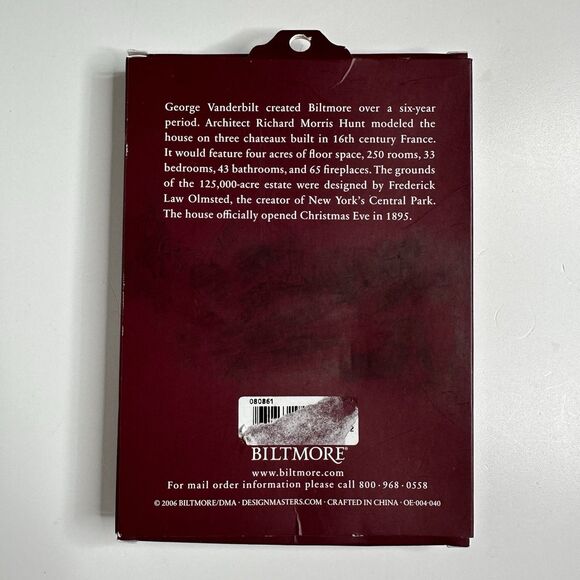 George Vanderbilt created Biltmore over a six-year
period. Architect Richard Morris Hunt modeled the
house on three chateaux built in 16th century France.
It would feature four acres of floor space, 250 rooms, 33
bedrooms, 43 bathrooms, and 65 fireplaces. The grounds
of the 125,000-acre estate were designed by Frederick
Law Olmsted, the creator of New York's Central Park.
The house officially opened Christmas Eve in 1895.
080861
2
BILTMORE®
www.biltmore.com
For mail order information please call 800·968·0558
© 2006 BILTMORE/DMA · DESIGNMASTERS.COM · CRAFTED IN CHINA · OE-004-040